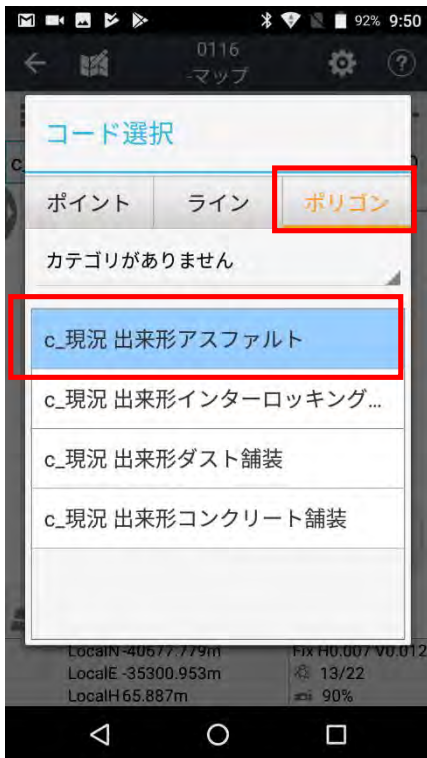 92% 9:50
0116
-マップ
コード選択
ポイント ライン ポリゴン
カテゴリがありません
c_現況 出来形アスファルト
c_現況 出来形インターロッキング...
c_現況 出来形ダスト舗装
c_現況 出来形コンクリート舗装
LocalN-40677.779m Fix H0.007 V0.012
LocalE -35300.953m 13/22
LocalH 65.887m 90%